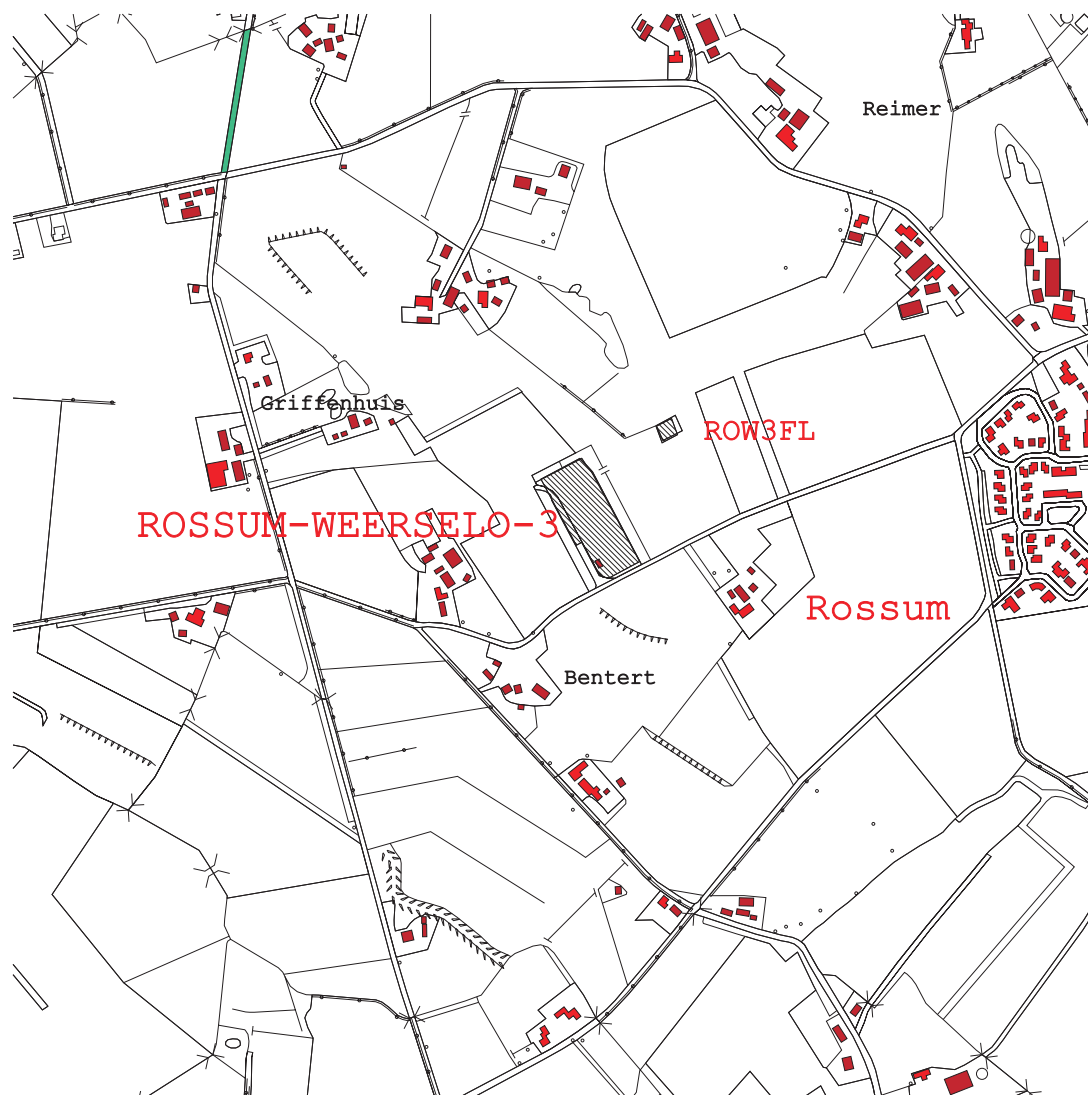 Reimer
Griffenhuis
ROW3FL
ROSSUM-WEERSELO-3
Rossum
Bentert